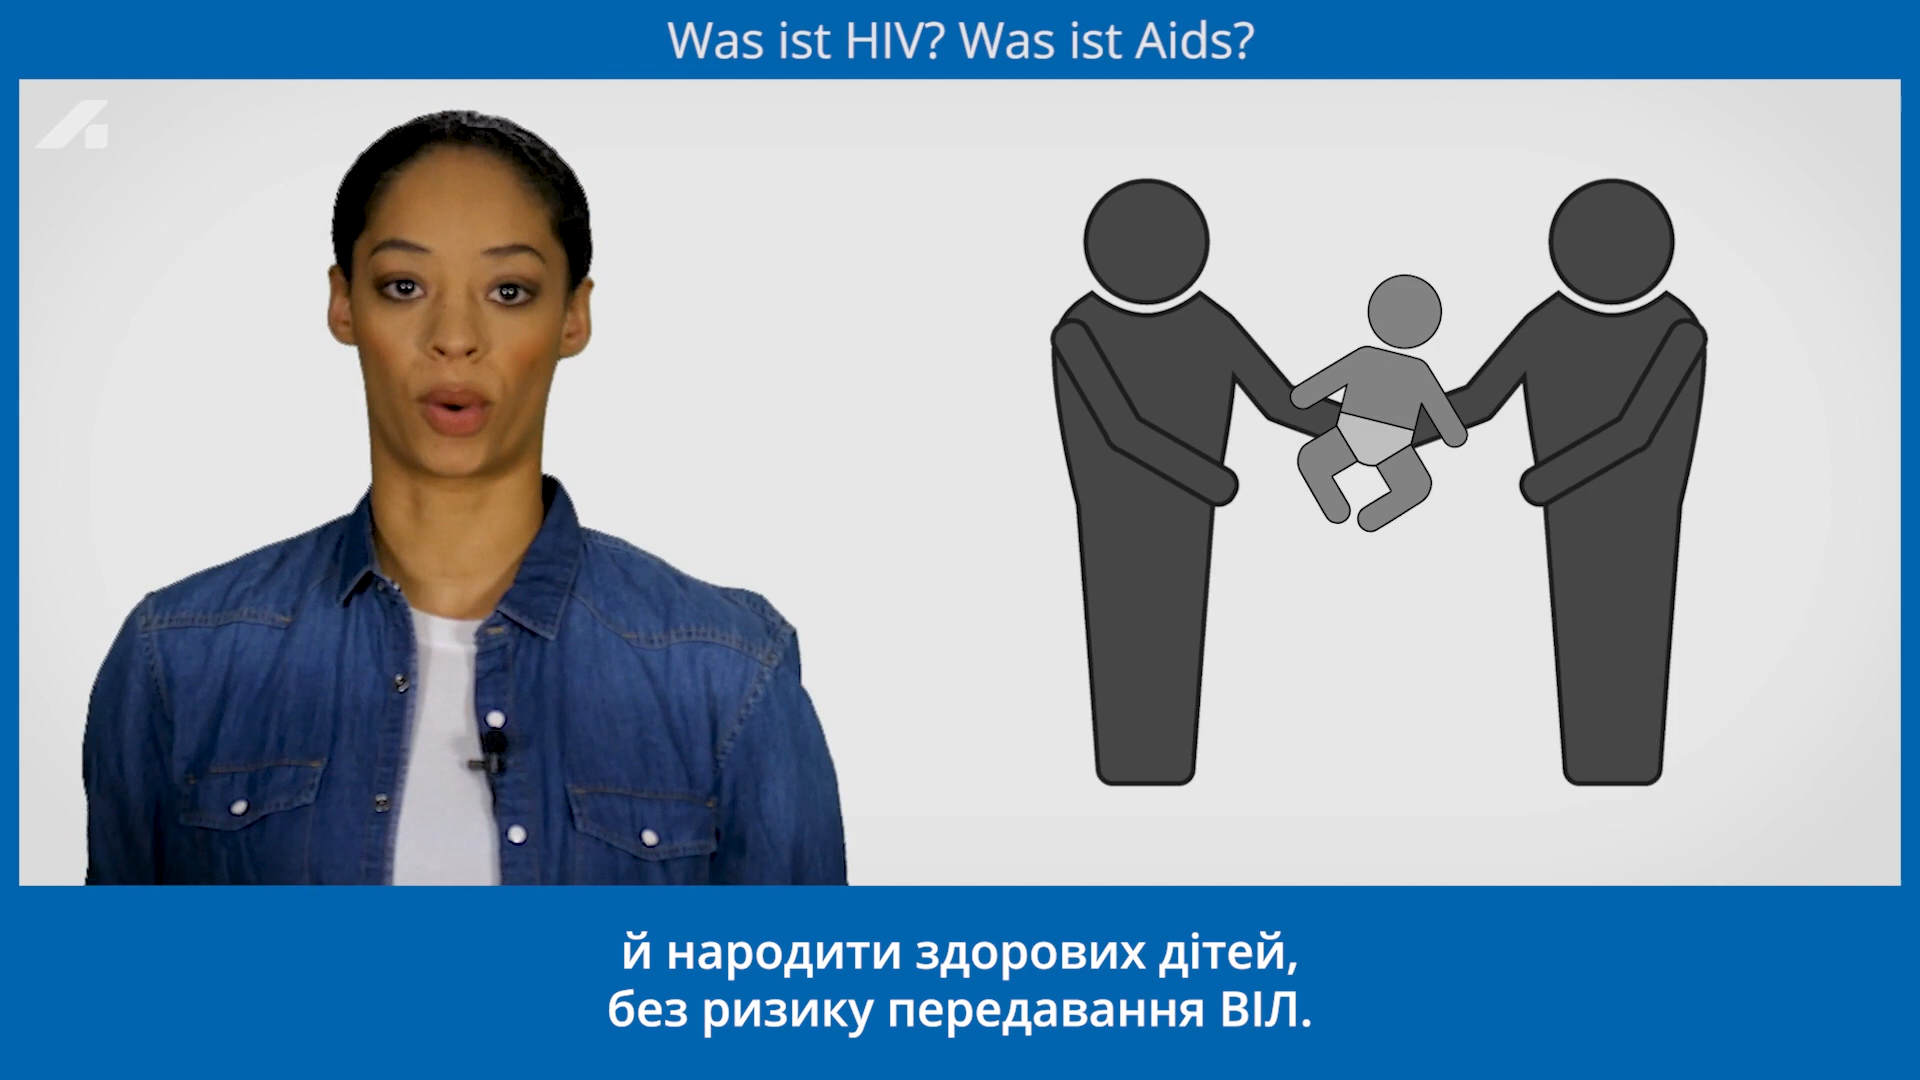 Was ist HIV? Was ist Aids?
й народити здорових дітей,
без ризику передавання ВІЛ.